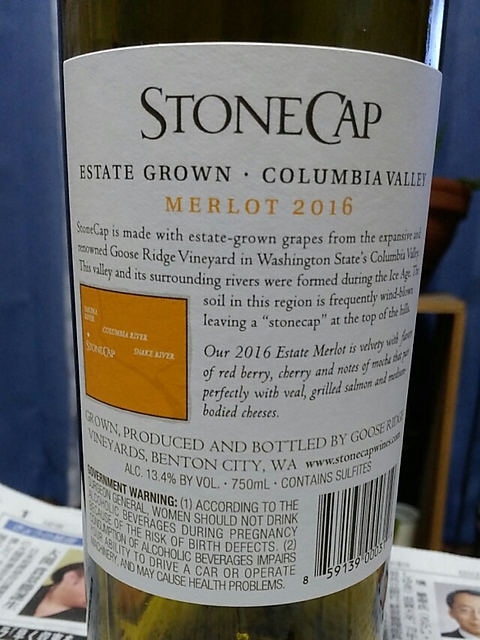 STONECAP
ESTATE GROWN · COLUMBIA VALLEY
MERLOT 2016
StoneCap is made with estate-grown grapes from the expansive and
renowned Goose Ridge Vineyard in Washington State's Columbia Valley.
This valley and its surrounding rivers were formed during the Ice Age. The
soil in this region is frequently wind-blown
leaving a "stonecap" at the top of the hills.
YAKIMA
RIVER
COLUMBIA RIVER
STONECAP
SNAKE RIVER
Our 2016 Estate Merlot is velvety with
of red berry, cherry and notes of mocha that pair
perfectly with veal, grilled salmon and medium-
bodied cheeses.
GROWN, PRODUCED AND BOTTLED BY GOOSE RIDGE
VINEYARDS, BENTON CITY, WA www.stonecapwines.com
ALC. 13.4% BY VOL. · 750mL · CONTAINS SULFITES
GOVERNMENT WARNING: (1) ACCORDING TO THE
SURGEON GENERAL, WOMEN SHOULD NOT DRINK
ALCOHOLIC BEVERAGES DURING PREGNANCY
BECAUSE OF THE RISK OF BIRTH DEFECTS. (2)
CONSUMPTION OF ALCOHOLIC BEVERAGES IMPAIRS
YOUR ABILITY TO DRIVE A CAR OR OPERATE
MACHINERY, AND MAY CAUSE HEALTH PROBLEMS.
8 59139 0005